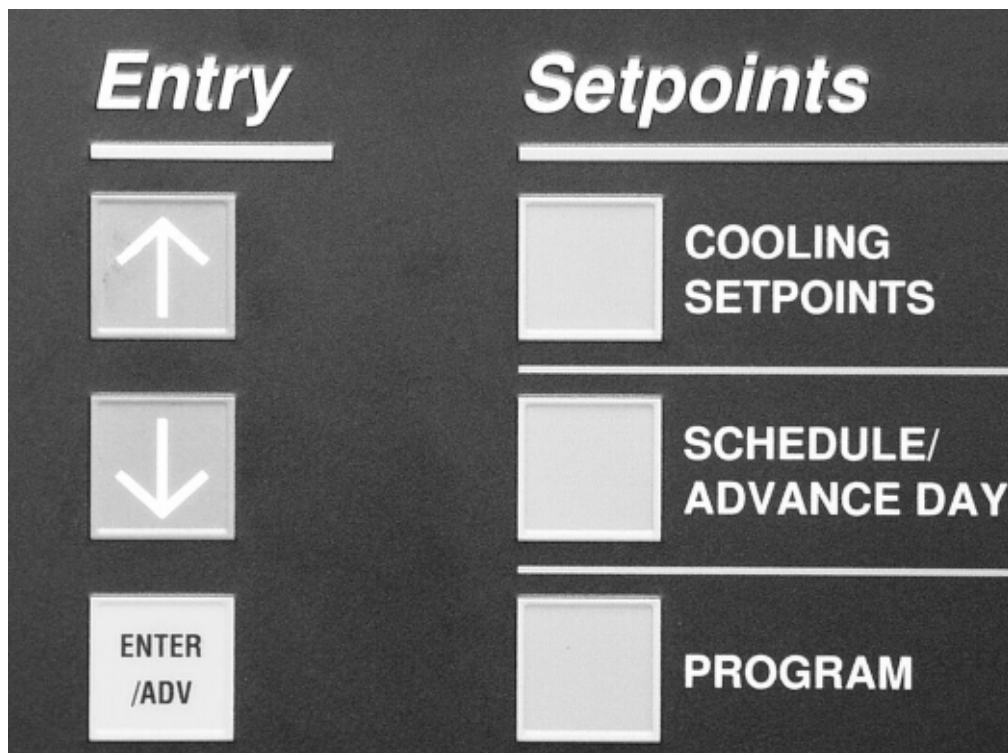 Entry
ENTER
/ADV
Setpoints
COOLING
SETPOINTS
SCHEDULE/
ADVANCE DAY
PROGRAM